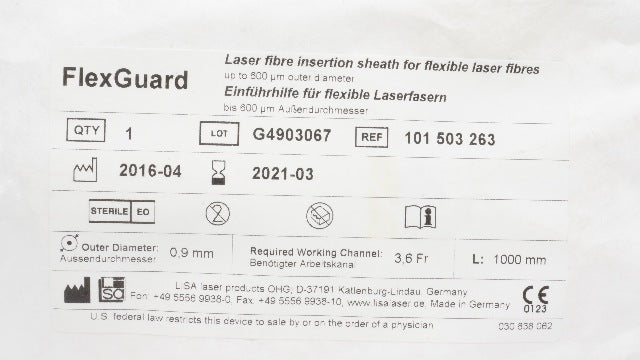 FlexGuard
Laser fibre insertion sheath for flexible laser fibres
up to 600 µm outer diameter
Einführhilfe für flexible Laserfasern
bis 600 µm Außendurchmesser
QTY 1 LOT G4903067 REF 101 503 263
2016-04 2021-03
STERILE EO 2
Outer Diameter: 0,9 mm
Aussendurchmesser
Required Working Channel: 3,6 Fr
Benötigter Arbeitskanal
L: 1000 mm
LISA laser products OHG, D-37191 Katlenburg-Lindau, Germany
Fon: +49 5556 9938-0, Fax: +49 5556 9938-10, www.lisalaser.de, Made in Germany
LISA
CE 0123
U.S. federal law restricts this device to sale by or on the order of a physician
030 838 062